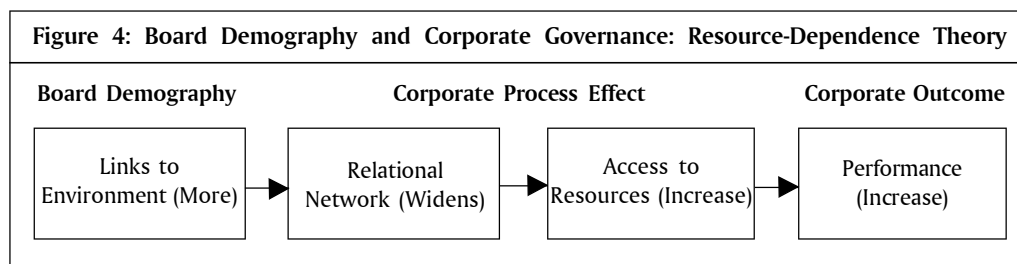 Figure 4: Board Demography and Corporate Governance: Resource-Dependence Theory
Board Demography
Corporate Process Effect
Corporate Outcome
Links to
Environment (More)
Relational
Network (Widens)
Access to
Resources (Increase)
Performance
(Increase)